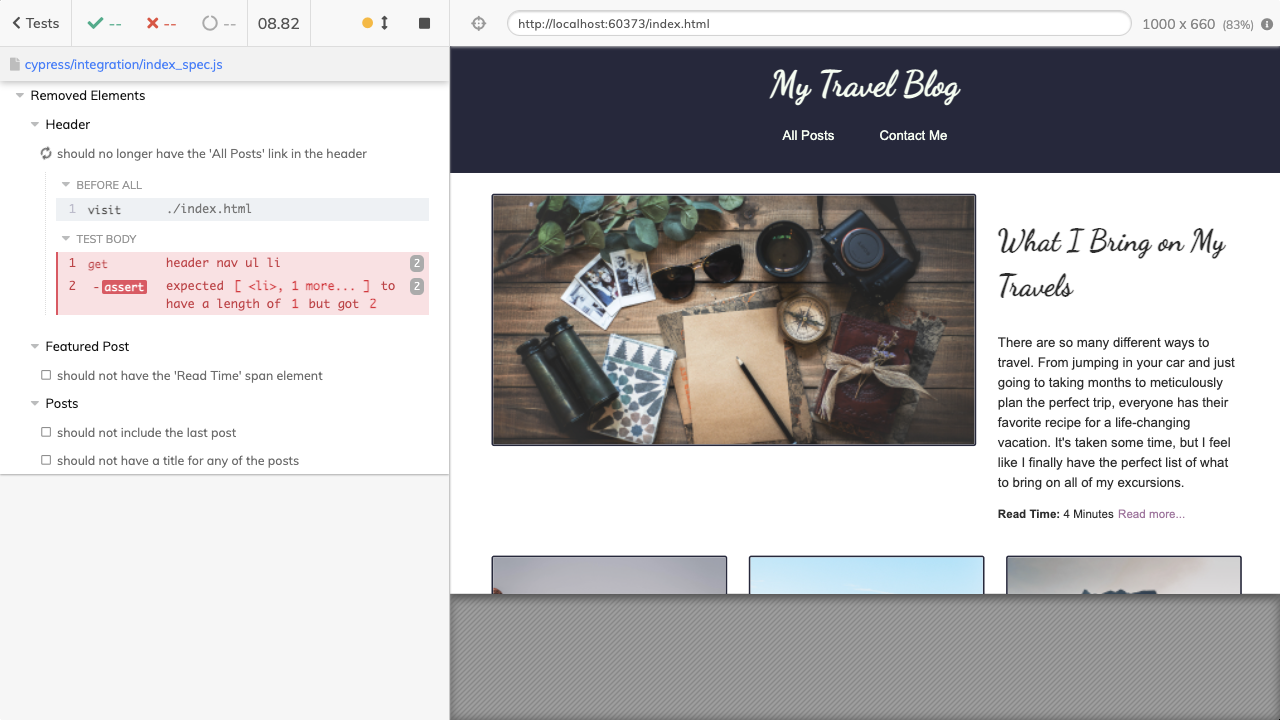 Tests
--
--
--
08.82
http://localhost:60373/index.html
1000 x 660 (83%)
cypress/integration/index_spec.js
Removed Elements
Header
should no longer have the 'All Posts' link in the header
BEFORE ALL
1 visit ./index.html
TEST BODY
1 get header nav ul li 2
2 -assert expected [ <li>, 1 more... ] to 2
have a length of 1 but got 2
Featured Post
should not have the 'Read Time' span element
Posts
should not include the last post
should not have a title for any of the posts
My Travel Blog
All Posts Contact Me
What I Bring on My
Travels
There are so many different ways to
travel. From jumping in your car and just
going to taking months to meticulously
plan the perfect trip, everyone has their
favorite recipe for a life-changing
vacation. It's taken some time, but I feel
like I finally have the perfect list of what
to bring on all of my excursions.
Read Time: 4 Minutes Read more...